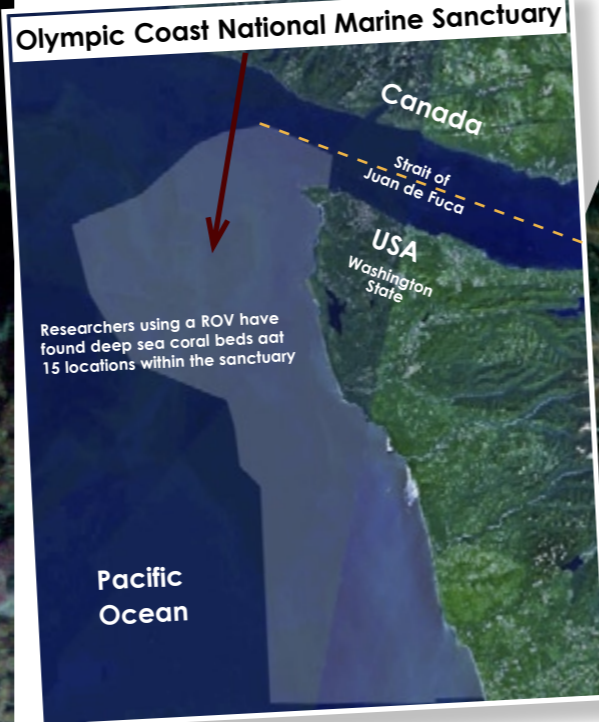 Olympic Coast National Marine Sanctuary
Canada
Strait of
Juan de Fuca
USA
Washington
State
Researchers using a ROV have
found deep sea coral beds aat
15 locations within the sanctuary
Pacific
Ocean